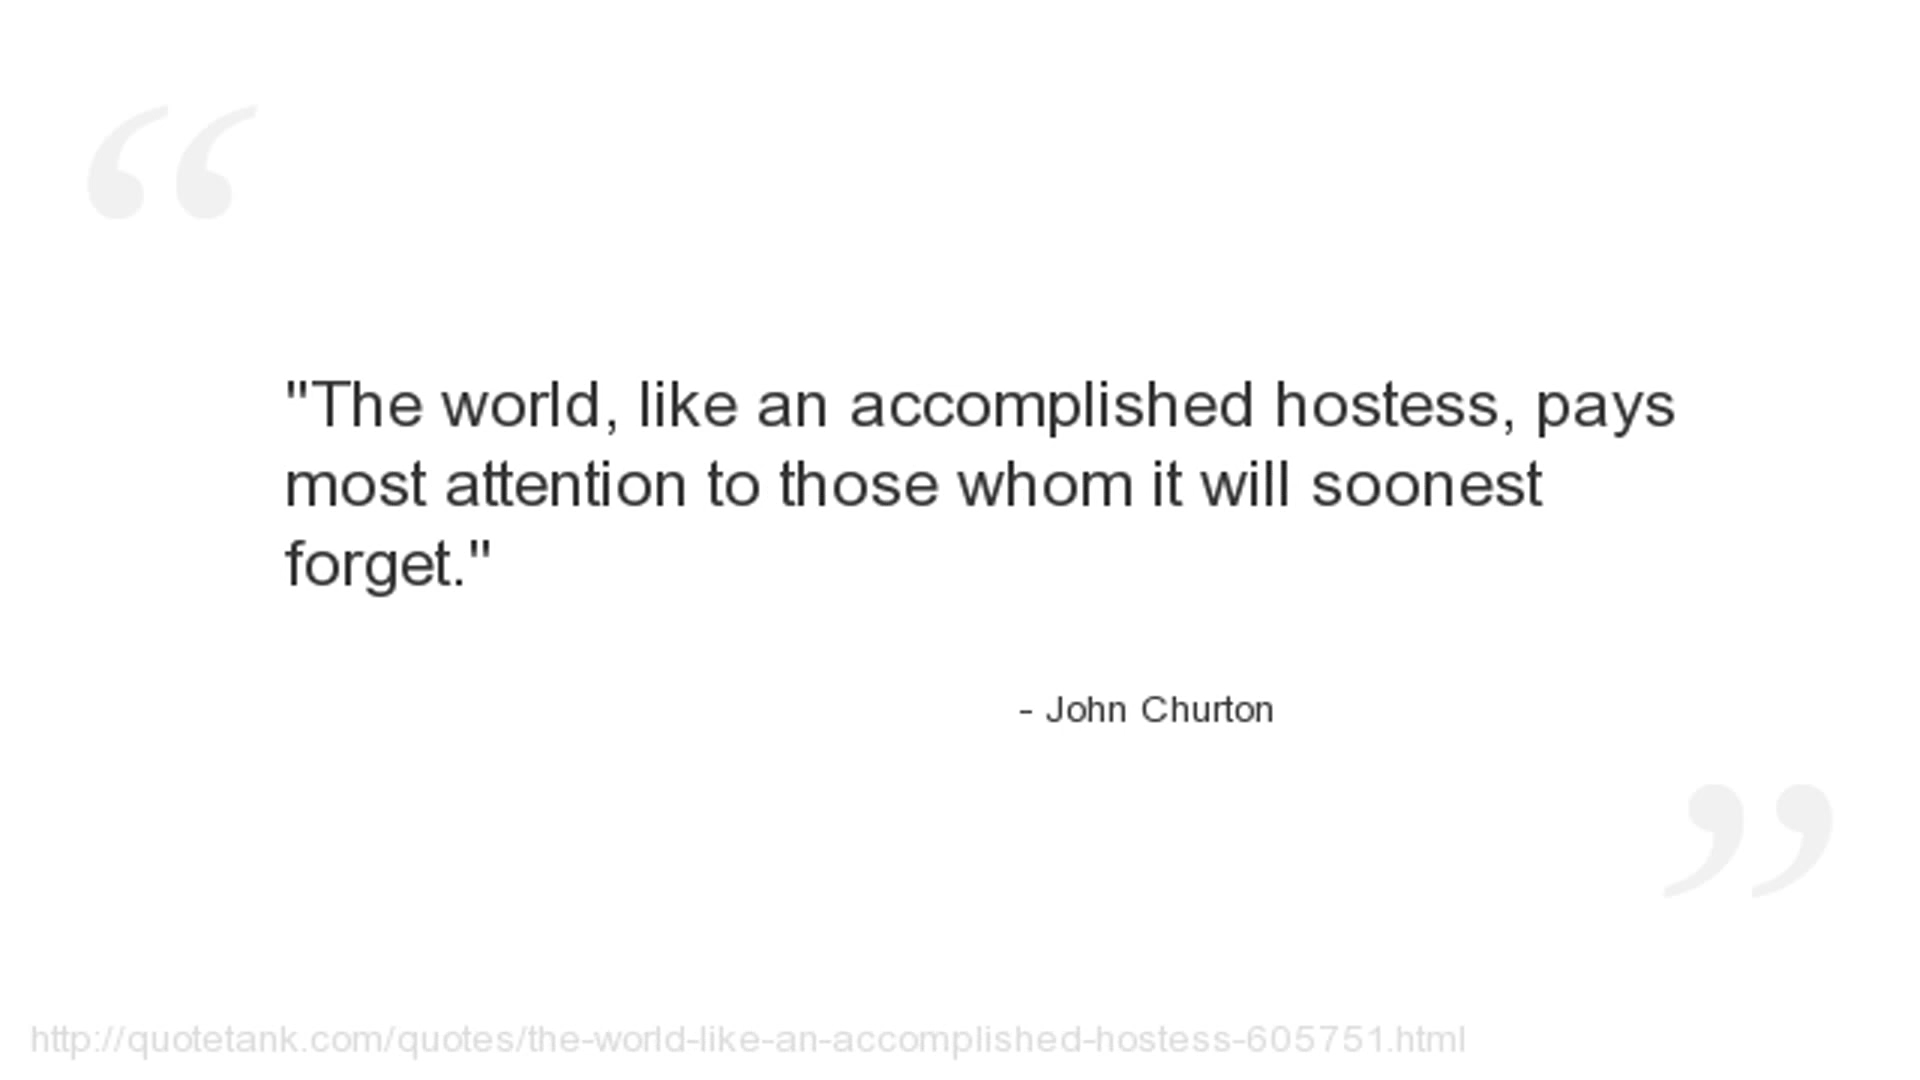 "The world, like an accomplished hostess, pays
most attention to those whom it will soonest
forget."
- John Churton
http://quotetank.com/quotes/the-world-like-an-accomplished-hostess-605751.html